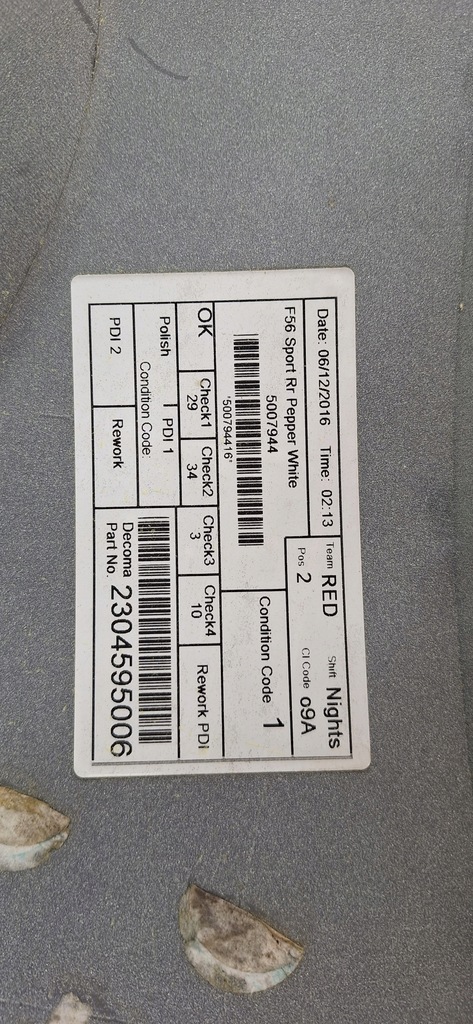 Date: 06/12/2016 Time: 02:13
Team RED Shift Nights
F56 Sport Rr Pepper White
Pos 2 CI Code o9A
5007944
*500794416*
Condition Code 1
OK Check1 Check2 Check3 Check4 Rework PDi
29 34 3 10
Polish PDI 1
Condition Code:
PDI 2 Rework
Decoma
Part No. 2304595006